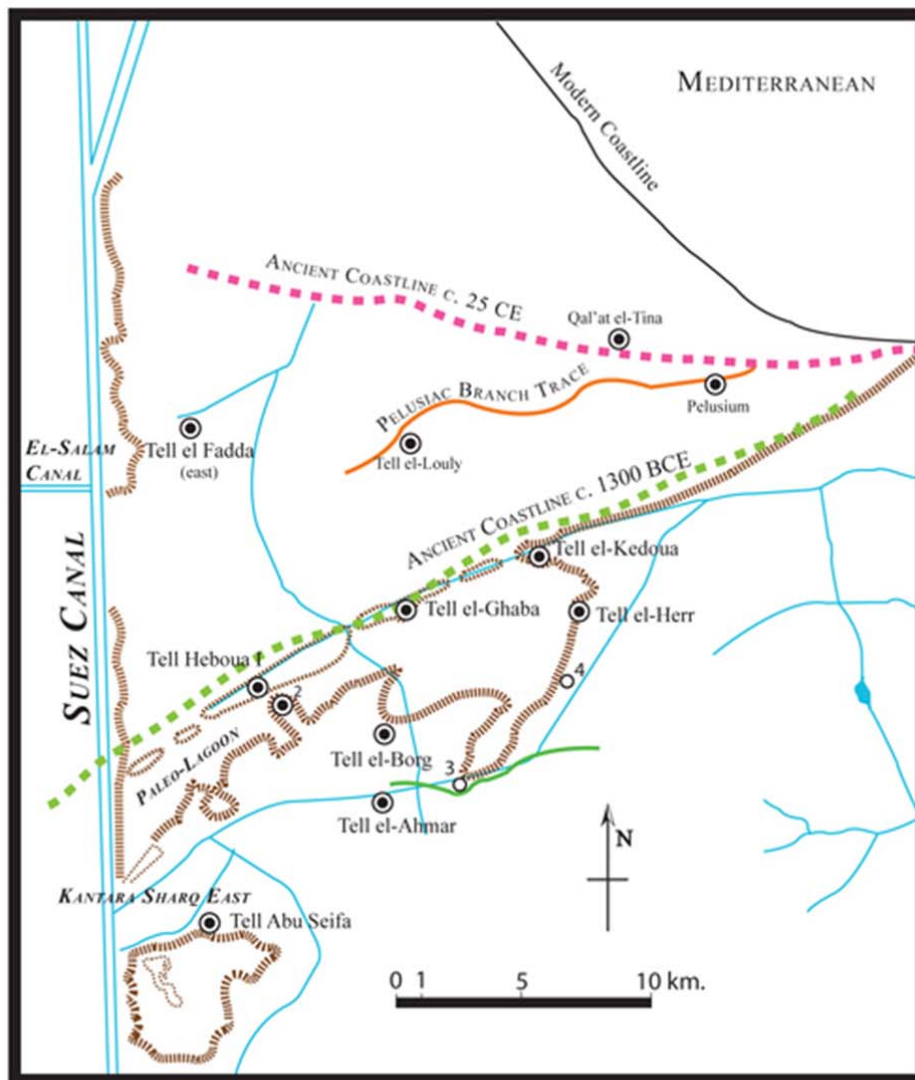 MEDITERRANEAN
Modern Coastline
ANCIENT COASTLINE C. 25 CE
Qal'at el-Tina
PELUSIAC BRANCH TRACE
Pelusium
EL-SALAM
CANAL
Tell el Fadda
(east)
Tell el-Louly
ANCIENT COASTLINE C. 1300 BCE
Tell el-Kedoua
SUEZ CANAL
Tell el-Ghaba
Tell el-Herr
Tell Heboua I
2
4
PALEO-LAGOON
Tell el-Borg
3
Tell el-Ahmar
N
KANTARA SHARQ EAST
Tell Abu Seifa
0 1 5 10 km.